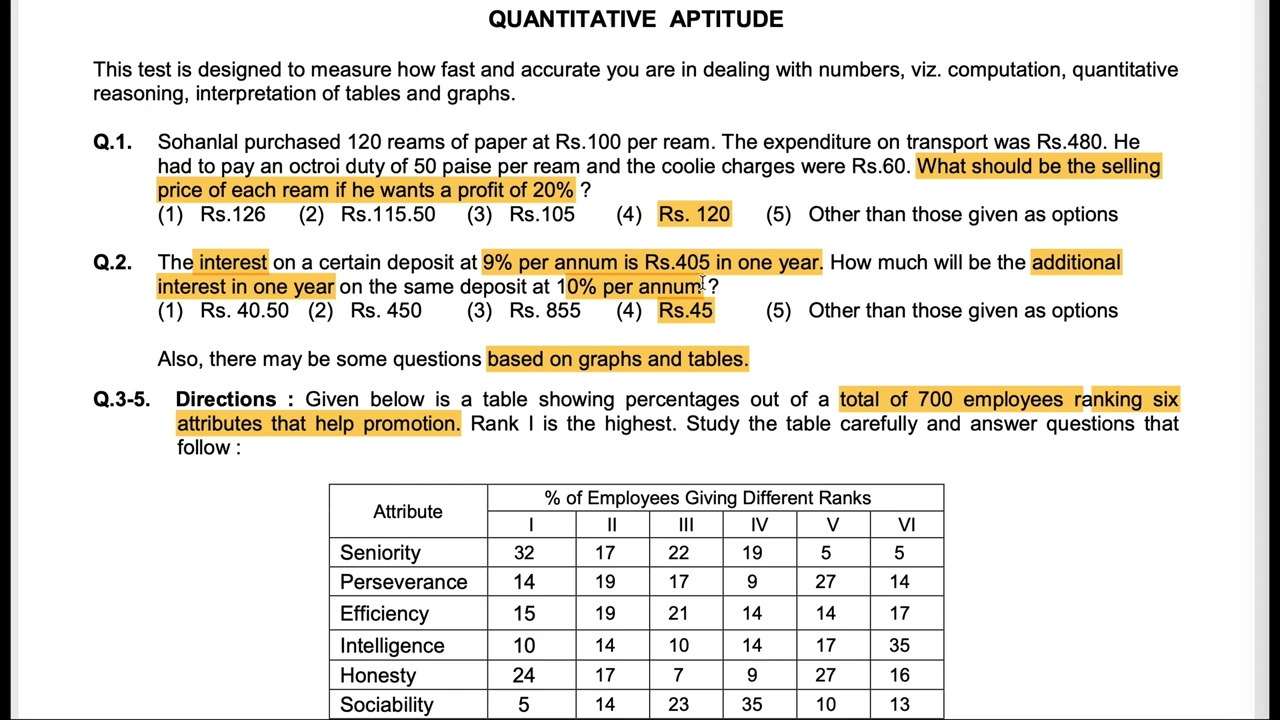 QUANTITATIVE APTITUDE
This test is designed to measure how fast and accurate you are in dealing with numbers, viz. computation, quantitative
reasoning, interpretation of tables and graphs.
Q.1. Sohanlal purchased 120 reams of paper at Rs.100 per ream. The expenditure on transport was Rs.480. He
had to pay an octroi duty of 50 paise per ream and the coolie charges were Rs.60. What should be the selling
price of each ream if he wants a profit of 20% ?
(1) Rs.126 (2) Rs.115.50 (3) Rs.105 (4) Rs. 120 (5) Other than those given as options
Q.2. The interest on a certain deposit at 9% per annum is Rs.405 in one year. How much will be the additional
interest in one year on the same deposit at 10% per annum ?
(1) Rs. 40.50 (2) Rs. 450 (3) Rs. 855 (4) Rs.45 (5) Other than those given as options
Also, there may be some questions based on graphs and tables.
Q.3-5. Directions : Given below is a table showing percentages out of a total of 700 employees ranking six
attributes that help promotion. Rank I is the highest. Study the table carefully and answer questions that
follow :
Attribute % of Employees Giving Different Ranks
I II III IV V VI
Seniority 32 17 22 19 5 5
Perseverance 14 19 17 9 27 14
Efficiency 15 19 21 14 14 17
Intelligence 10 14 10 14 17 35
Honesty 24 17 7 9 27 16
Sociability 5 14 23 35 10 13